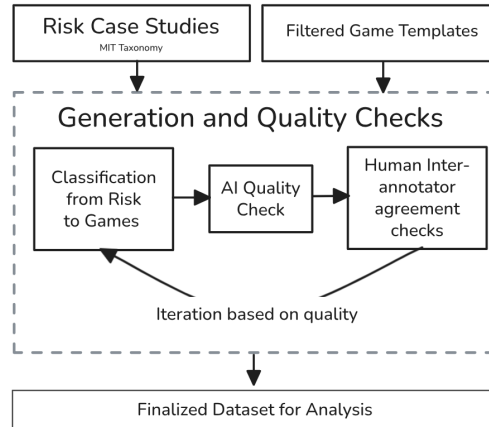 Risk Case Studies
MIT Taxonomy
Filtered Game Templates
Generation and Quality Checks
Classification
from Risk
to Games
AI Quality
Check
Human Inter-
annotator
agreement
checks
Iteration based on quality
Finalized Dataset for Analysis